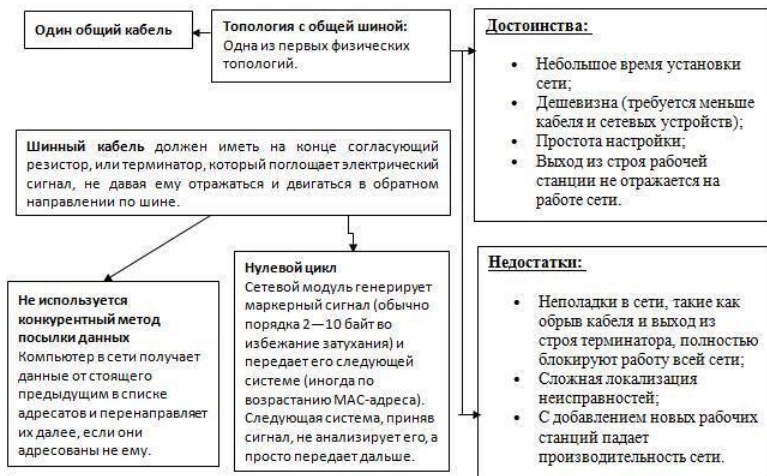 Один общий кабель
Топология с общей шиной:
Одна из первых физических
топологий.
Достоинства:
• Небольшое время установки
сети;
• Дешевизна (требуется меньше
кабеля и сетевых устройств);
• Простота настройки;
• Выход из строя рабочей
станции не отражается на
работе сети.
Шинный кабель должен иметь на конце согласующий
резистор, или терминатор, который поглощает электрический
сигнал, не давая ему отражаться и двигаться в обратном
направлении по шине.
Не используется
конкурентный метод
посылки данных
Компьютер в сети получает
данные от стоящего
предыдущим в списке
адресатов и перенаправляет
их далее, если они
адресованы не ему.
Нулевой цикл
Сетевой модуль генерирует
маркерный сигнал (обычно
порядка 2—10 байт во
избежание затухания) и
передает его следующей
системе (иногда по
возрастанию MAC-адреса).
Следующая система, приняв
сигнал, не анализирует его, а
просто передает дальше.
Недостатки:
• Неполадки в сети, такие как
обрыв кабеля и выход из
строя терминатора, полностью
блокируют работу всей сети;
• Сложная локализация
неисправностей;
• С добавлением новых рабочих
станций падает
производительность сети.